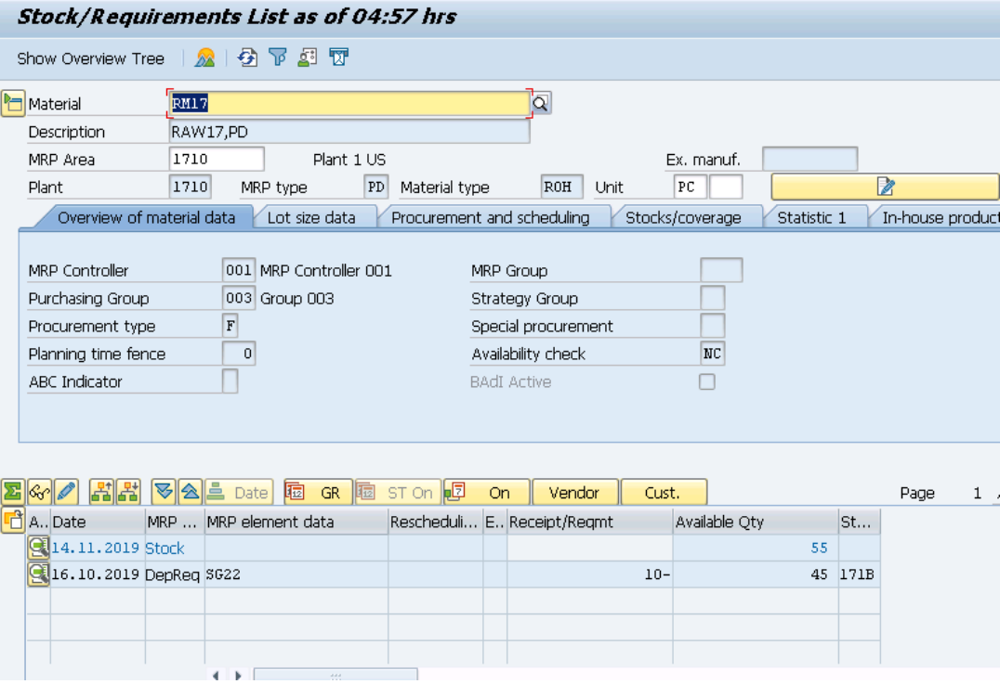 Stock/Requirements List as of 04:57 hrs
Show Overview Tree
Material RM17
Description RAW17,PD
MRP Area 1710 Plant 1 US Ex. manuf.
Plant 1710 MRP type PD Material type ROH Unit PC
Overview of material data Lot size data Procurement and scheduling Stocks/coverage Statistic 1 In-house product
MRP Controller 001 MRP Controller 001 MRP Group
Purchasing Group 003 Group 003 Strategy Group
Procurement type F Special procurement
Planning time fence 0 Availability check NC
ABC Indicator BAdI Active
Date GR ST On On Vendor Cust. Page 1
A.. Date MRP ... MRP element data Rescheduli... E.. Receipt/Reqmt Available Qty St...
14.11.2019 Stock 55
16.10.2019 DepReq SG22 10- 45 171B